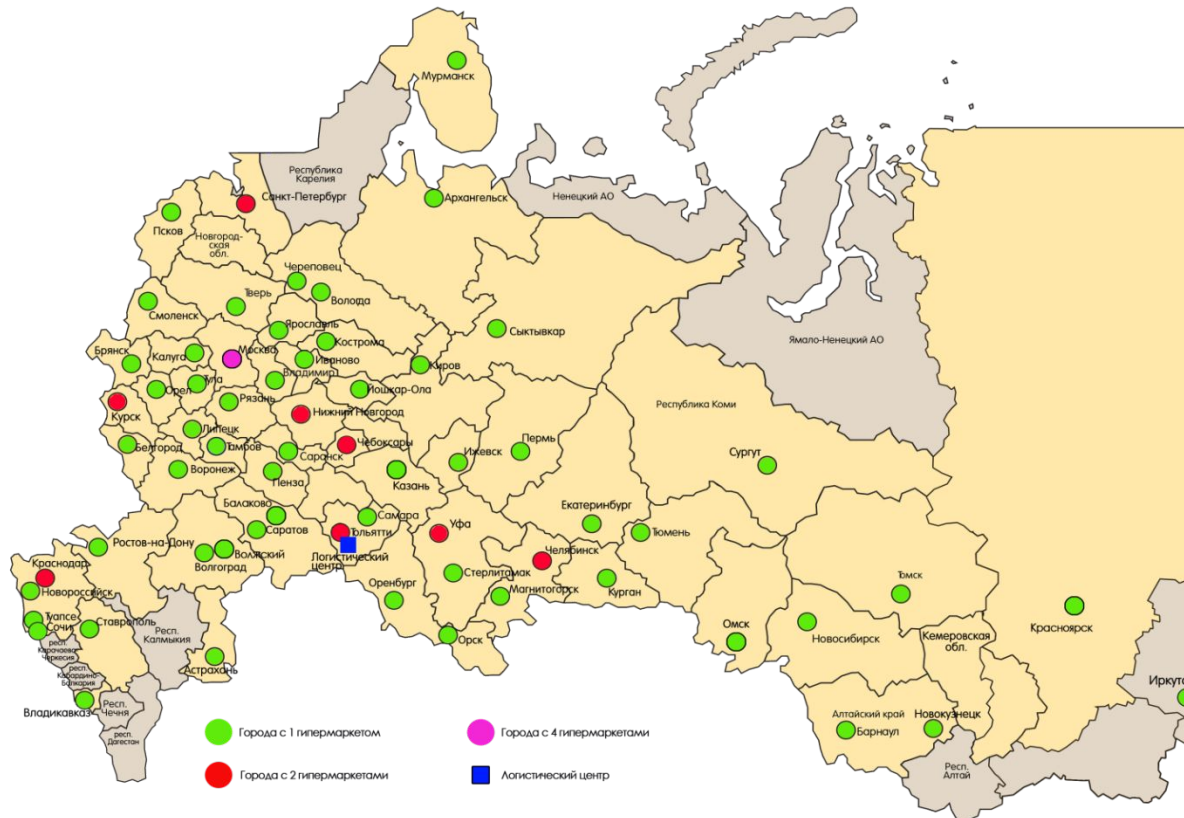 Мурманск
Республика
Карелия
Санкт-Петербург
Ненецкий АО
Архангельск
Псков
Новгород-
ская
обл.
Череповец
Вологда
Тверь
Смоленск
Ярославль
Сыктывкар
Кострома
Ямало-Ненецкий АО
Брянск
Калуга
Москва
Иваново
Киров
Владимир
Тула
Орел
Йошкар-Ола
Рязань
Республика Коми
Курск
Нижний Новгород
Липецк
Чебоксары
Пермь
Белгород
Тамбов
Саранск
Ижевск
Сургут
Воронеж
Пенза
Казань
Балаково
Екатеринбург
Самара
Саратов
Уфа
Тольятти
Тюмень
Ростов-на-Дону
Волжский
Волгоград
Логистический
центр
Челябинск
Краснодар
Стерлитамак
Томск
Оренбург
Новороссийск
Магнитогорск
Курган
Туапсе
Сочи
Ставрополь
Респ.
Калмыкия
Омск
Новосибирск
Кемеровская
обл.
Красноярск
Орск
респ.
Карачаева-
Черкесия
Астрахань
респ.
Кабардино-
Балкария
Иркутс
Владикавказ
Респ.
Чечня
Алтайский край
Новокузнецк
Барнаул
респ.
Дагестан
Респ.
Алтай
Города с 1 гипермаркетом
Города с 4 гипермаркетами
Города с 2 гипермаркетами
Логистический центр